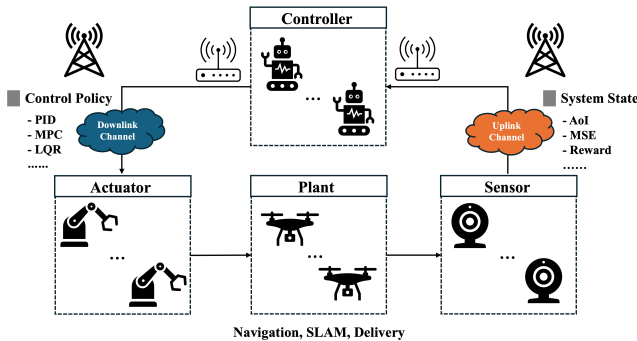 Controller
...
Control Policy
- PID
- MPC
- LQR
......
Downlink
Channel
Uplink
Channel
System State
- AoI
- MSE
- Reward
......
Actuator
...
Plant
...
Sensor
...
Navigation, SLAM, Delivery